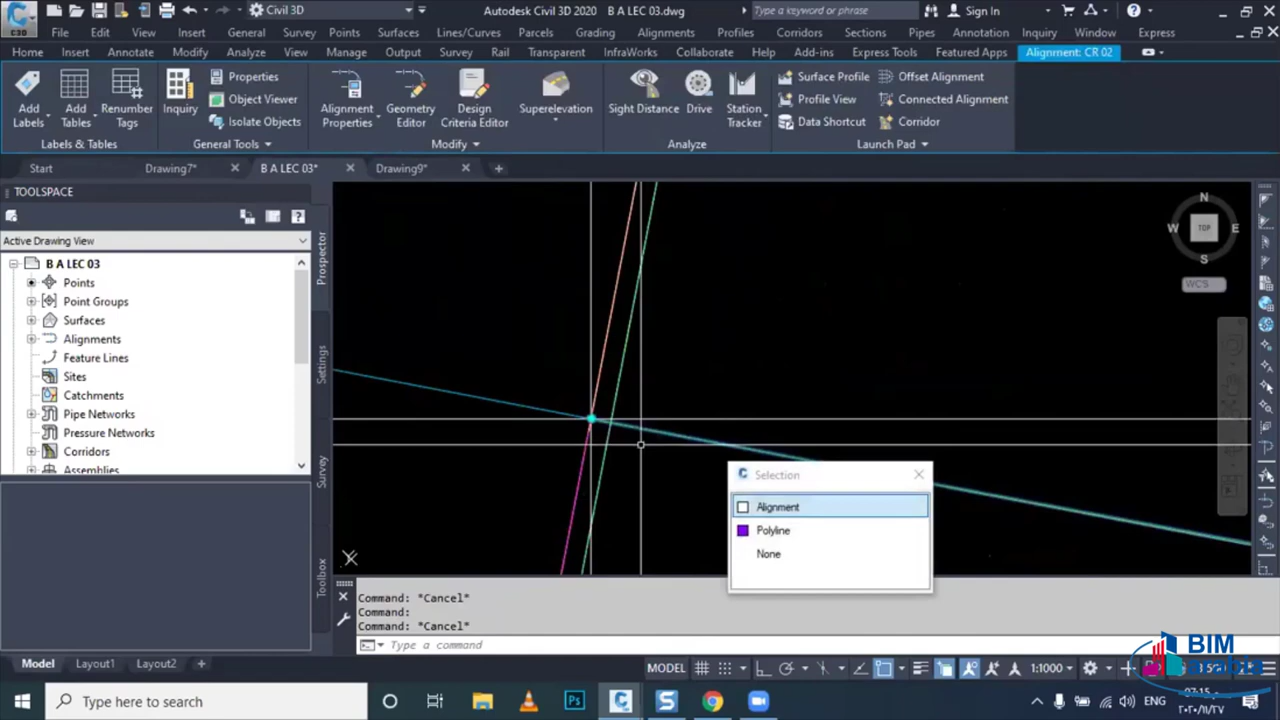 C3D
Civil 3D
Autodesk Civil 3D 2020 B A LEC 03.dwg
Type a keyword or phrase
Sign In
File Edit View Insert General Survey Points Surfaces Lines/Curves Parcels Grading Alignments Profiles Corridors Sections Pipes Annotation Inquiry Window Express
Home Insert Annotate Modify Analyze View Manage Output Survey Rail Transparent InfraWorks Collaborate Help Add-ins Express Tools Featured Apps Alignment: CR 02
Add Labels
Add Tables
Renumber Tags
Inquiry
Properties
Object Viewer
Isolate Objects
Alignment Properties
Geometry Editor
Design Criteria Editor
Superelevation
Sight Distance
Drive
Station Tracker
Surface Profile
Profile View
Data Shortcut
Offset Alignment
Connected Alignment
Corridor
Labels & Tables General Tools Modify Analyze Launch Pad
Start Drawing7* B A LEC 03* Drawing9*
TOOLSPACE
Active Drawing View
B A LEC 03
Points
Point Groups
Surfaces
Alignments
Feature Lines
Sites
Catchments
Pipe Networks
Pressure Networks
Corridors
Assemblies
Prospector
Settings
Survey
Toolbox
N
W TOP E
S
WCS
Selection
Alignment
Polyline
None
Command: *Cancel*
Command:
Command: *Cancel*
Type a command
Model Layout1 Layout2
MODEL 1:1000
BIM
arabia
Type here to search
Ps
ENG